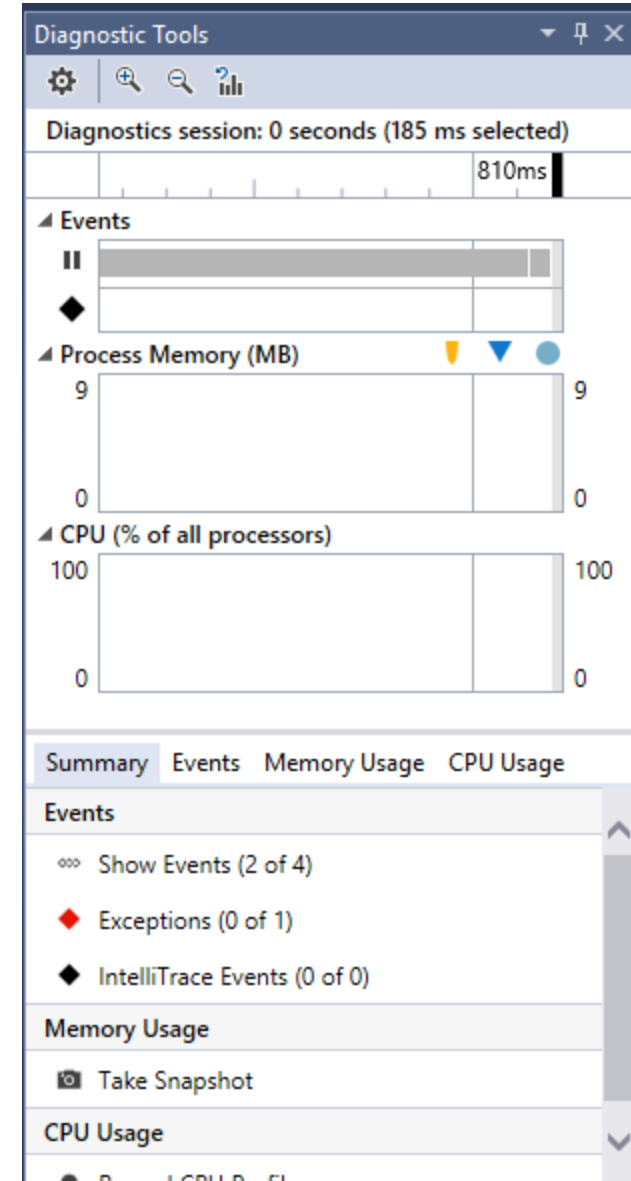 Diagnostic Tools
Diagnostics session: 0 seconds (185 ms selected)
810ms
Events
Process Memory (MB)
9 9
0 0
CPU (% of all processors)
100 100
0 0
Summary Events Memory Usage CPU Usage
Events
Show Events (2 of 4)
Exceptions (0 of 1)
IntelliTrace Events (0 of 0)
Memory Usage
Take Snapshot
CPU Usage